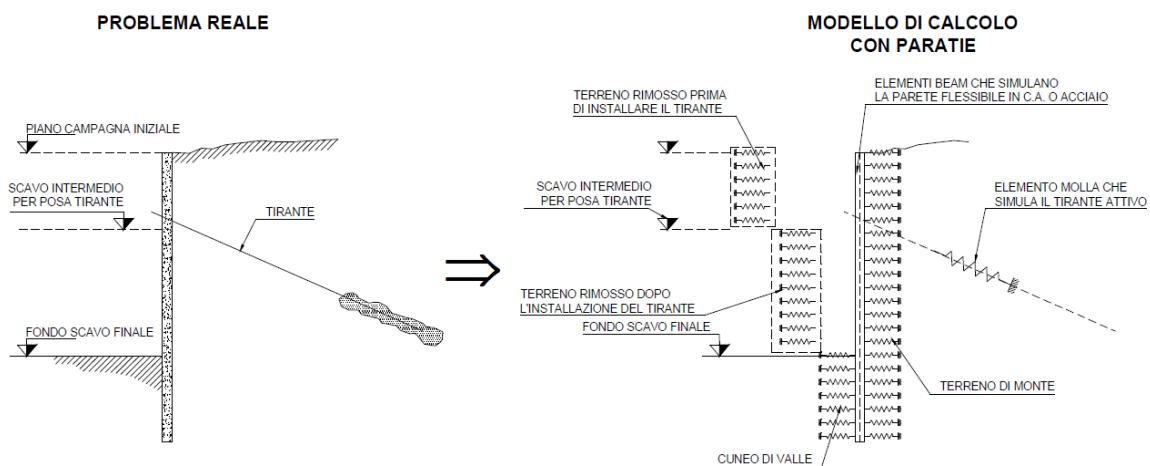 PROBLEMA REALE
PIANO CAMPAGNA INIZIALE
SCAVO INTERMEDIO
PER POSA TIRANTE
TIRANTE
FONDO SCAVO FINALE
MODELLO DI CALCOLO
CON PARATIE
ELEMENTI BEAM CHE SIMULANO
LA PARETE FLESSIBILE IN C.A. O ACCIAIO
TERRENO RIMOSSO PRIMA
DI INSTALLARE IL TIRANTE
SCAVO INTERMEDIO
PER POSA TIRANTE
ELEMENTO MOLLA CHE
SIMULA IL TIRANTE ATTIVO
TERRENO RIMOSSO DOPO
L'INSTALLAZIONE DEL TIRANTE
FONDO SCAVO FINALE
TERRENO DI MONTE
CUNEO DI VALLE